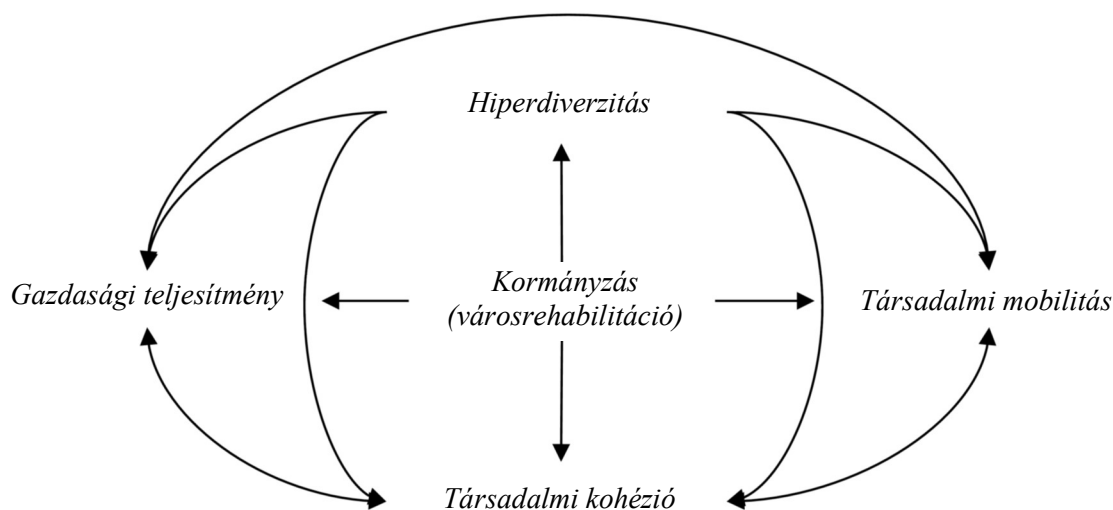 Hiperdiverzitás
Gazdasági teljesítmény
Kormányzás
(városrehabilitáció)
Társadalmi mobilitás
Társadalmi kohézió